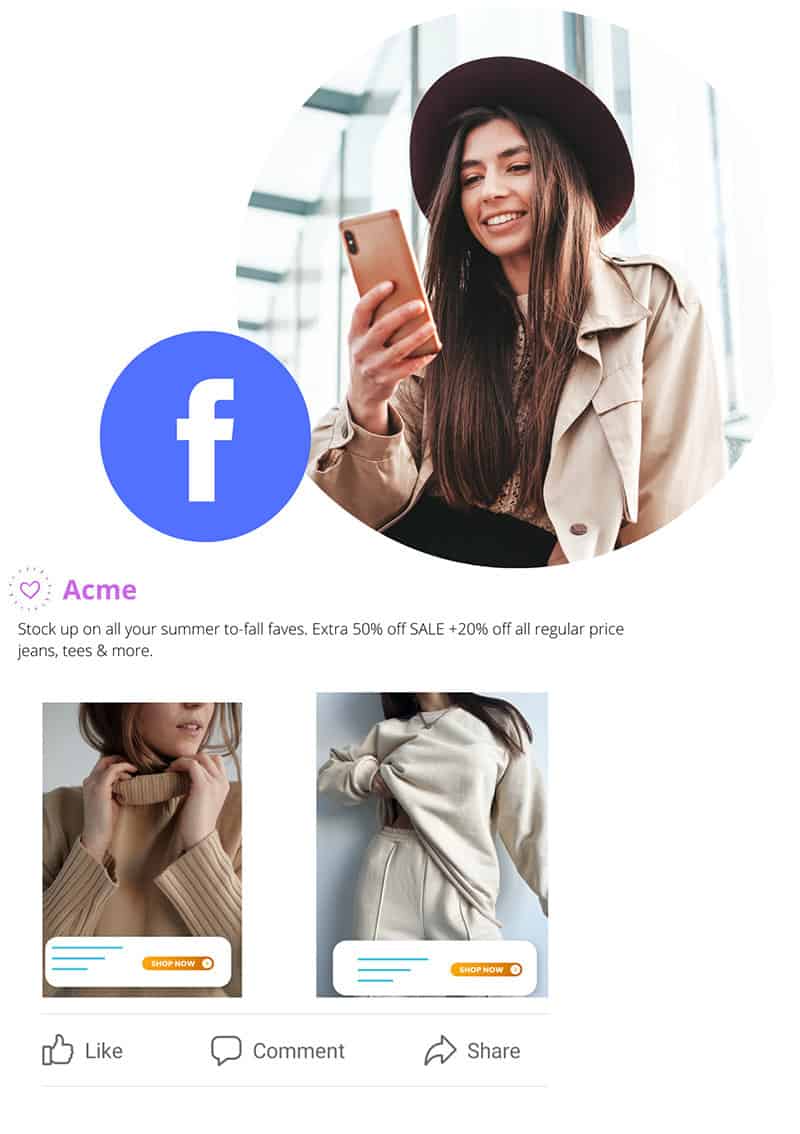 f
Acme
Stock up on all your summer to-fall faves. Extra 50% off SALE +20% off all regular price
jeans, tees & more.
SHOP NOW
SHOP NOW
Like
Comment
Share